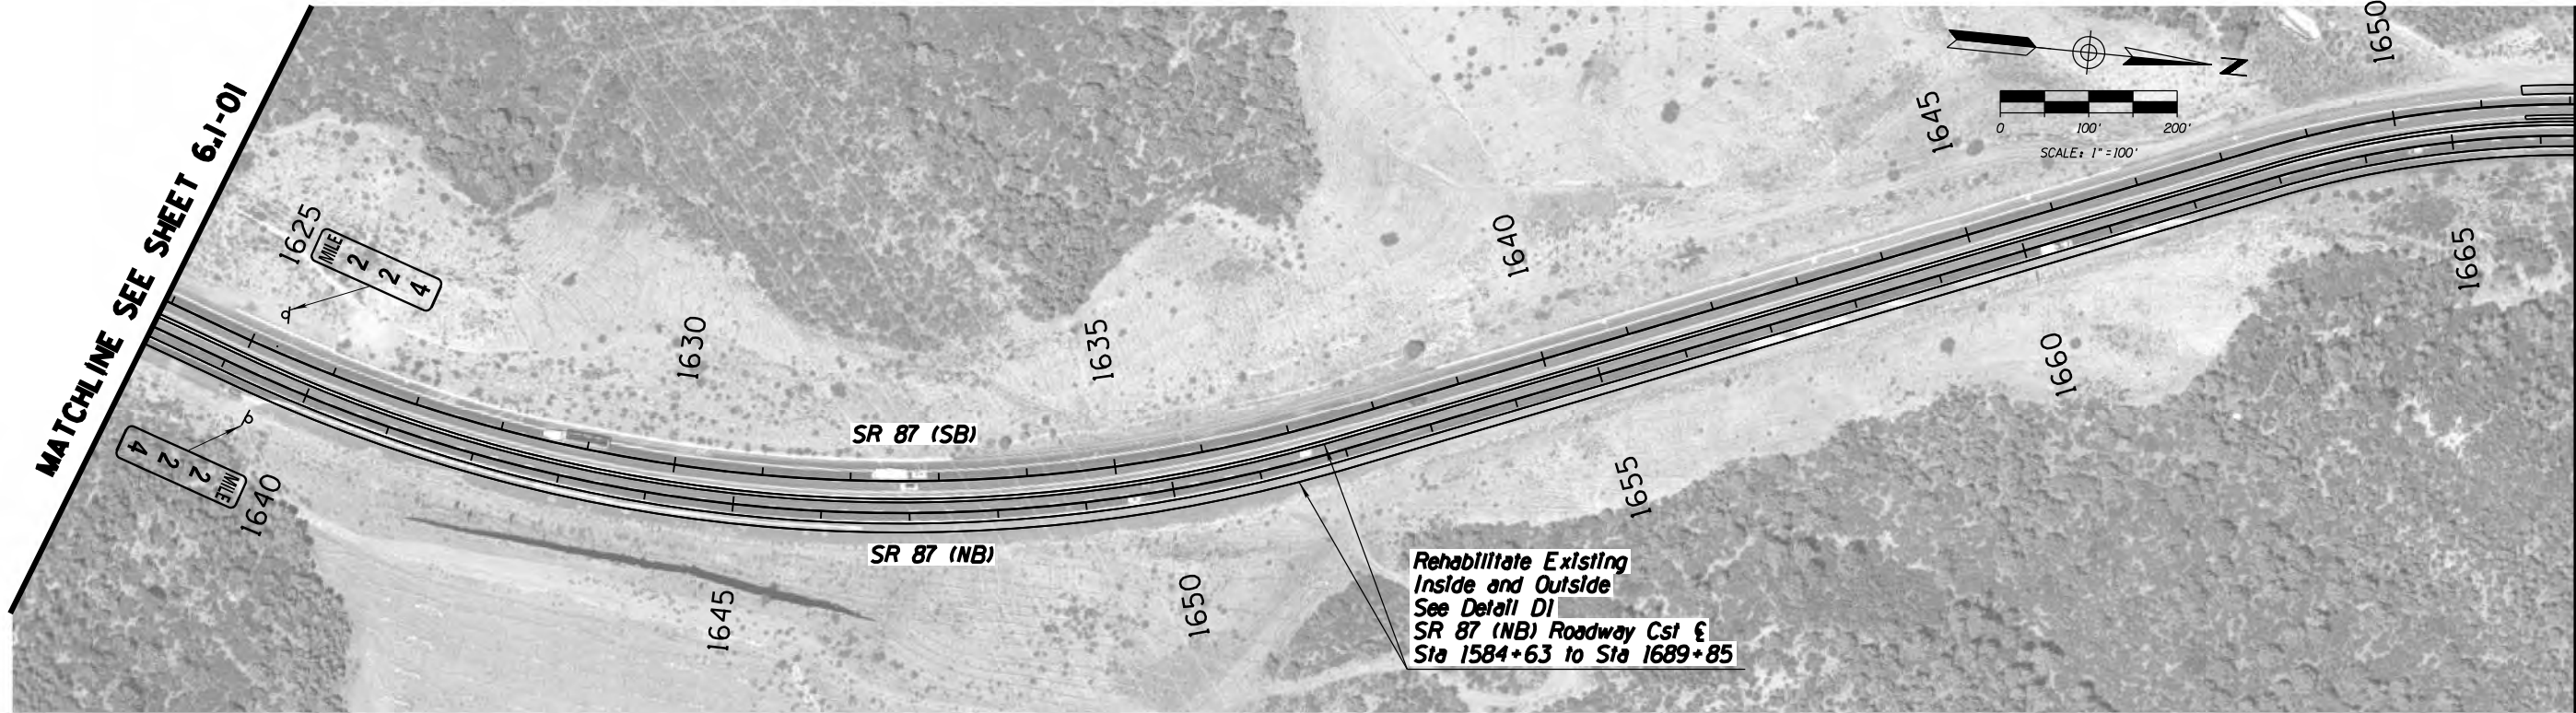 MATCHLINE SEE SHEET 6.1-01
1625
MILE
2
2
4
1630
1635
1640
1645
1650
N
0 100' 200'
SCALE: 1" =100'
SR 87 (SB)
SR 87 (NB)
MILE
2
2
4
1640
1645
1650
1655
1660
1665
Rehabilitate Existing
Inside and Outside
See Detail D1
SR 87 (NB) Roadway Cst ℄
Sta 1584+63 to Sta 1689+85